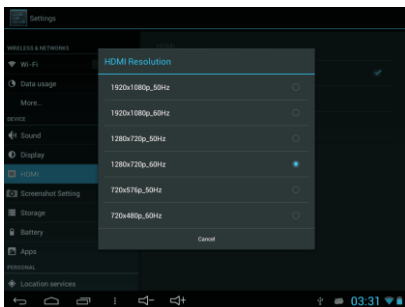 Settings
WIRELESS & NETWORKS
HDMI
Wi-Fi
Data usage
More...
DEVICE
Sound
Display
HDMI
Screenshot Setting
Storage
Battery
Apps
PERSONAL
Location services
HDMI Resolution
1920x1080p_50Hz
1920x1080p_60Hz
1280x720p_50Hz
1280x720p_60Hz
720x576p_50Hz
720x480p_60Hz
Cancel
03:31